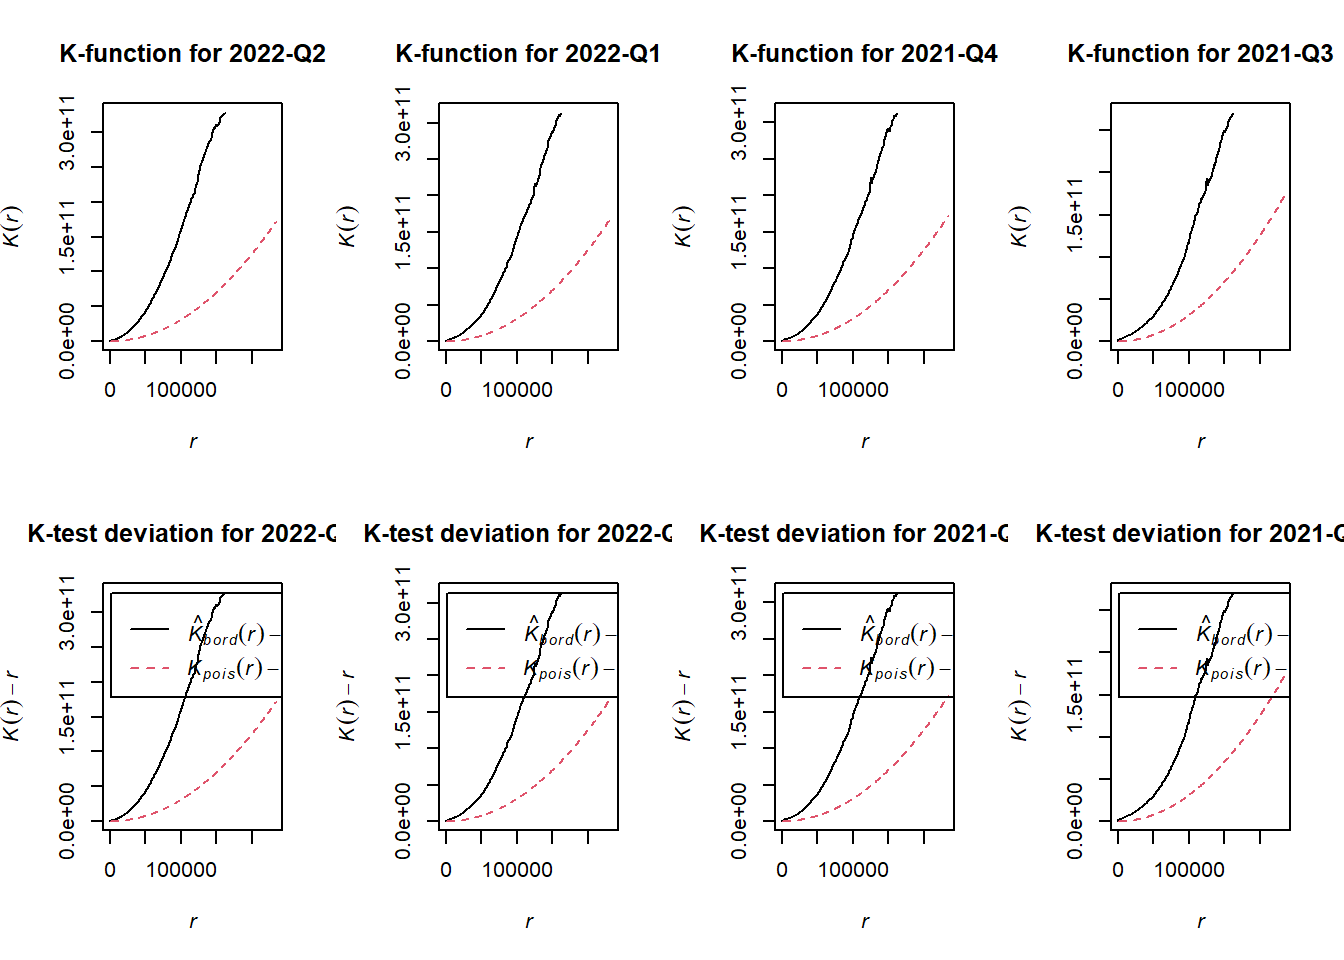 K-function for 2022-Q2
K(r)
0.0e+00 1.5e+11 3.0e+11
0 100000
r
K-function for 2022-Q1
K(r)
0.0e+00 1.5e+11 3.0e+11
0 100000
r
K-function for 2021-Q4
K(r)
0.0e+00 1.5e+11 3.0e+11
0 100000
r
K-function for 2021-Q3
K(r)
0.0e+00 1.5e+11
0 100000
r
K-test deviation for 2022-Q
K(r) − r
0.0e+00 1.5e+11 3.0e+11
K̂bord(r) −
Kpois(r) −
0 100000
r
K-test deviation for 2022-Q
K(r) − r
0.0e+00 1.5e+11 3.0e+11
K̂bord(r) −
Kpois(r) −
0 100000
r
K-test deviation for 2021-Q
K(r) − r
0.0e+00 1.5e+11 3.0e+11
K̂bord(r) −
Kpois(r) −
0 100000
r
K-test deviation for 2021-Q
K(r) − r
0.0e+00 1.5e+11
K̂bord(r) −
Kpois(r) −
0 100000
r